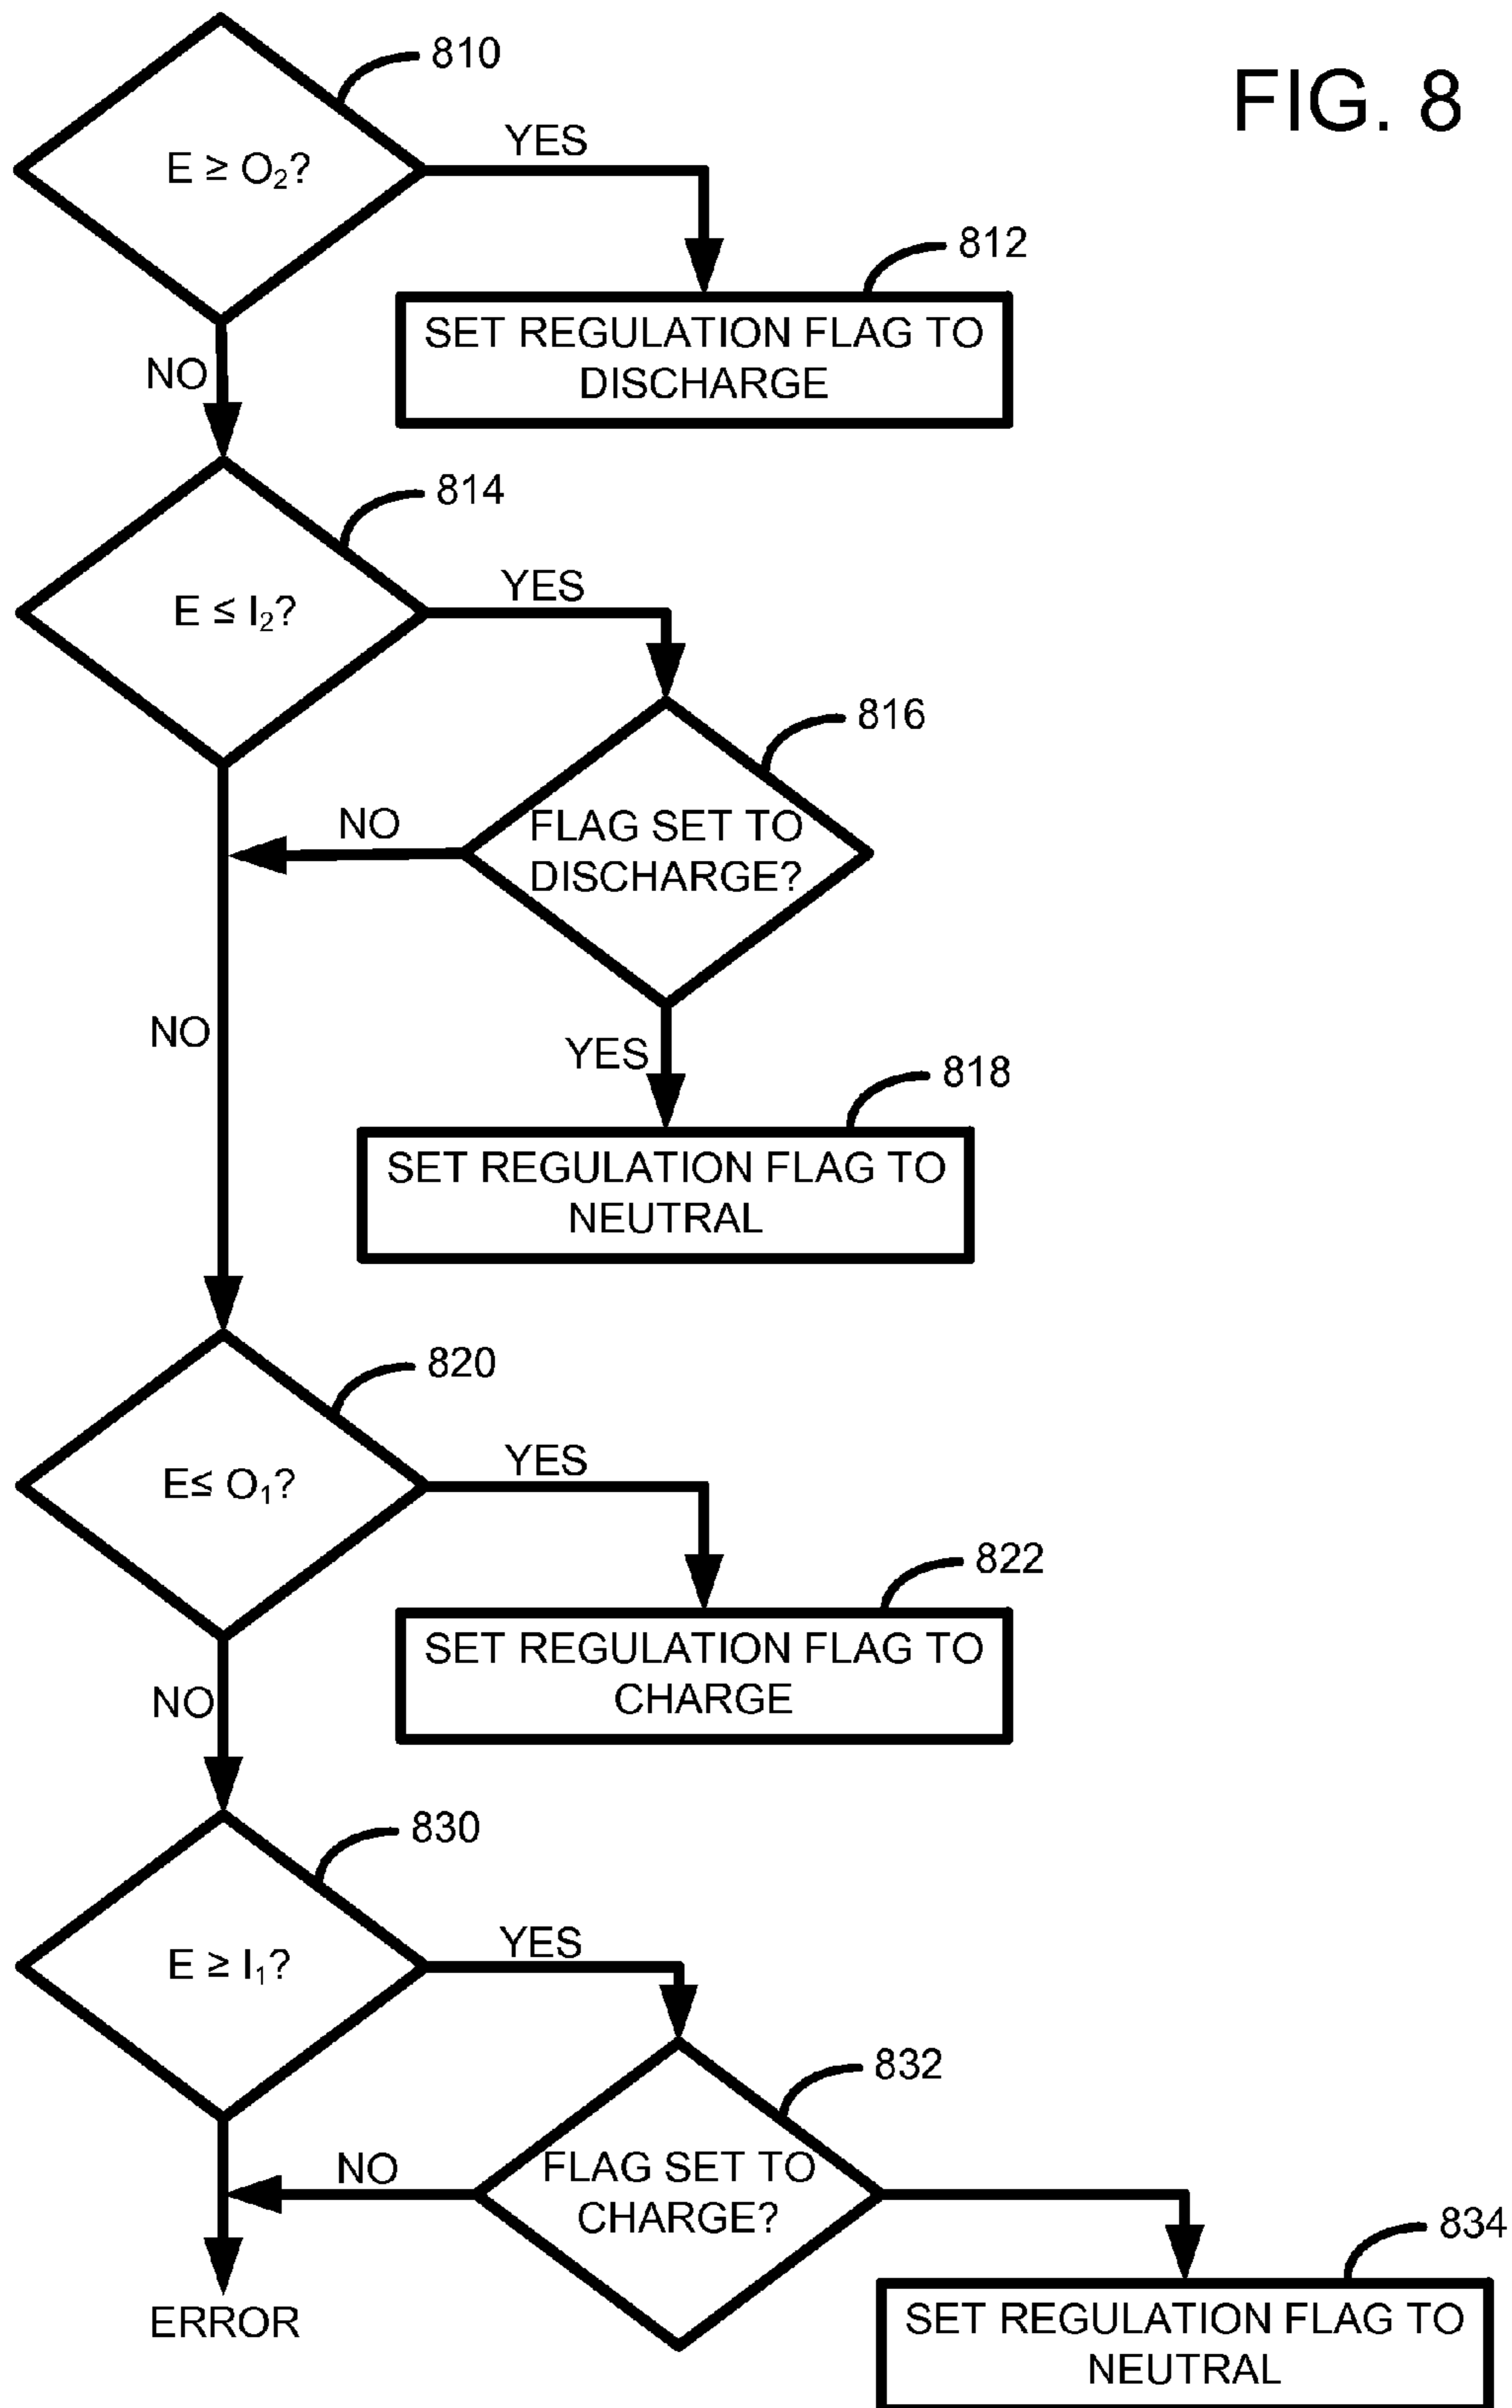 FIG. 8
810
E ≥ O₂?
YES
812
SET REGULATION FLAG TO
DISCHARGE
NO
814
E ≤ I₂?
YES
816
FLAG SET TO
DISCHARGE?
NO
NO
YES
818
SET REGULATION FLAG TO
NEUTRAL
820
E≤ O₁?
YES
822
SET REGULATION FLAG TO
CHARGE
NO
830
E ≥ I₁?
YES
832
FLAG SET TO
CHARGE?
NO
834
SET REGULATION FLAG TO
NEUTRAL
ERROR